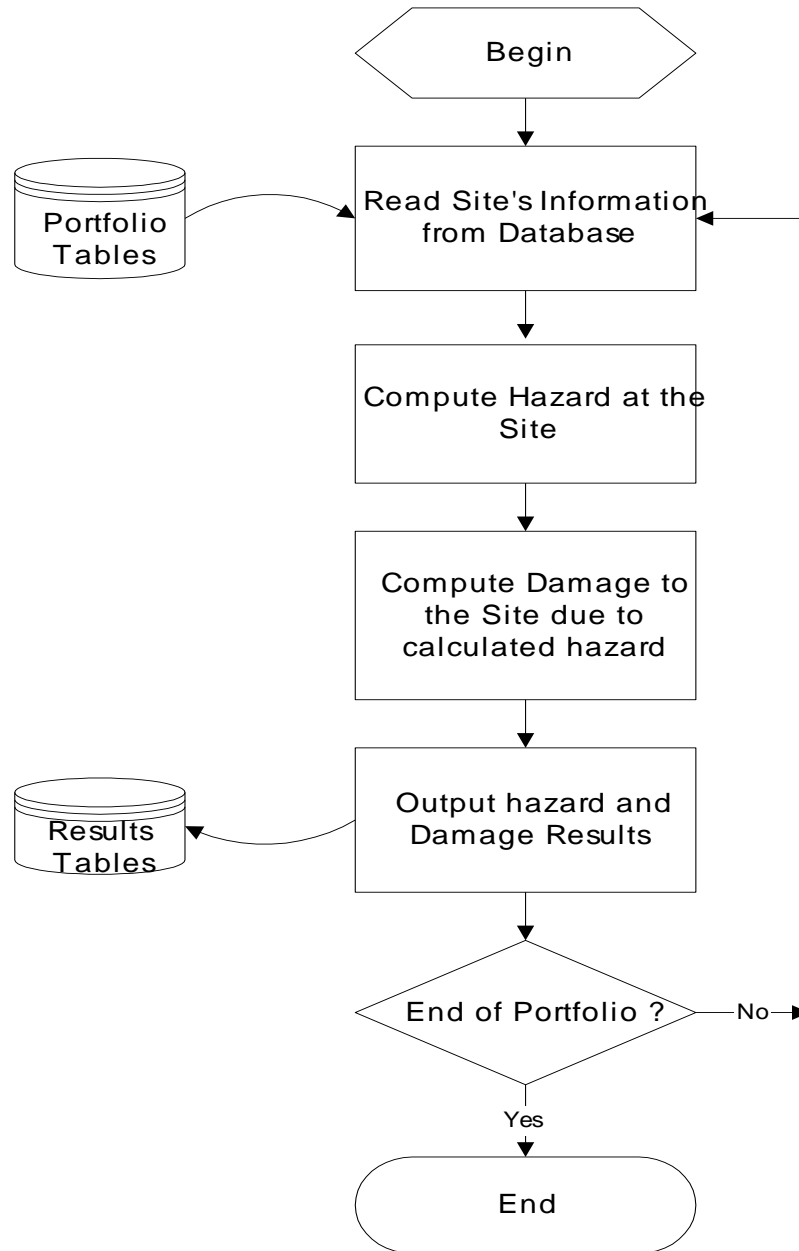 Begin
Portfolio
Tables
Read Site's Information
from Database
Compute Hazard at the
Site
Compute Damage to
the Site due to
calculated hazard
Results
Tables
Output hazard and
Damage Results
End of Portfolio ?
No
Yes
End